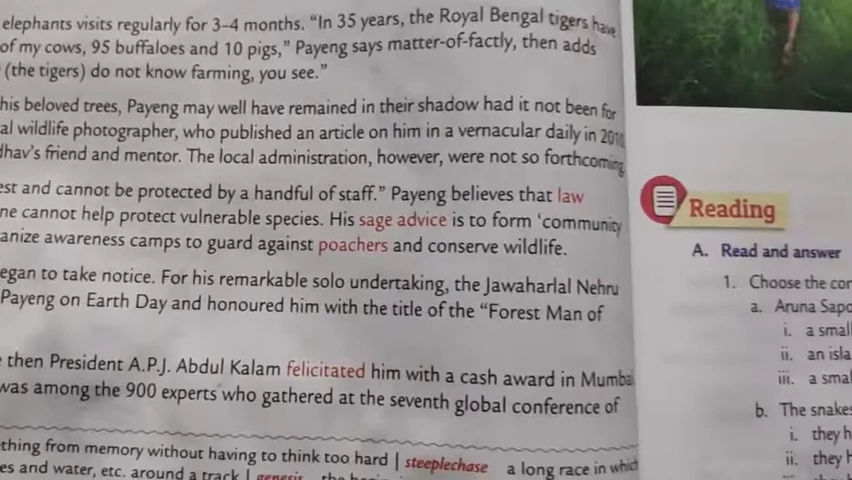 elephants visits regularly for 3–4 months. “In 35 years, the Royal Bengal tigers have
of my cows, 95 buffaloes and 10 pigs,” Payeng says matter-of-factly, then adds
(the tigers) do not know farming, you see.”
his beloved trees, Payeng may well have remained in their shadow had it not been for
al wildlife photographer, who published an article on him in a vernacular daily in 2010
dhav's friend and mentor. The local administration, however, were not so forthcoming
est and cannot be protected by a handful of staff.” Payeng believes that law
ne cannot help protect vulnerable species. His sage advice is to form ‘community
anize awareness camps to guard against poachers and conserve wildlife.
egan to take notice. For his remarkable solo undertaking, the Jawaharlal Nehru
Payeng on Earth Day and honoured him with the title of the “Forest Man of
then President A.P.J. Abdul Kalam felicitated him with a cash award in Mumbai
was among the 900 experts who gathered at the seventh global conference of
thing from memory without having to think too hard | steeplechase a long race in which
es and water, etc. around a track | genesis the
Reading
A. Read and answer
1. Choose the cor
a. Aruna Sapo
i. a small
ii. an isla
iii. a smal
b. The snakes
i. they h
ii. they h